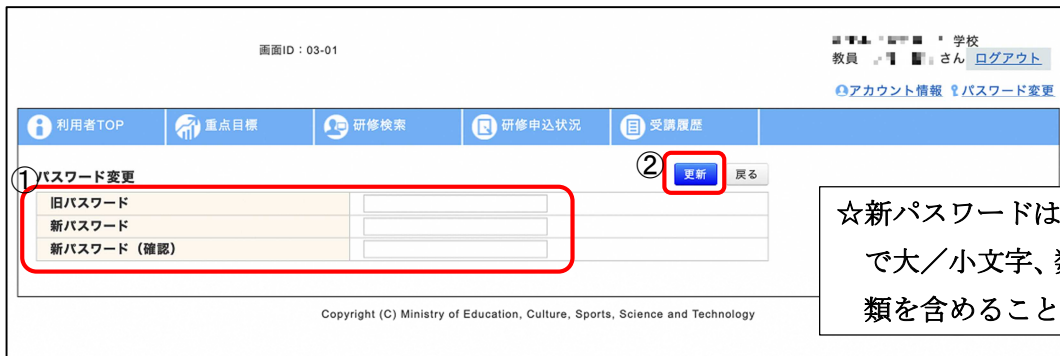 画面ID：03-01
学校
教員 さん ログアウト
アカウント情報 パスワード変更
利用者TOP 重点目標 研修検索 研修申込状況 受講履歴
① ②
パスワード変更 更新 戻る
旧パスワード
新パスワード
新パスワード（確認）
☆新パスワードは
で大／小文字、
類を含めること
Copyright (C) Ministry of Education, Culture, Sports, Science and Technology